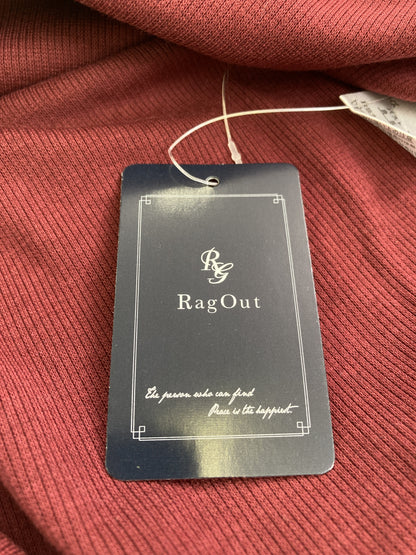 RG
RagOut
The person who can find
Peace is the happiest.